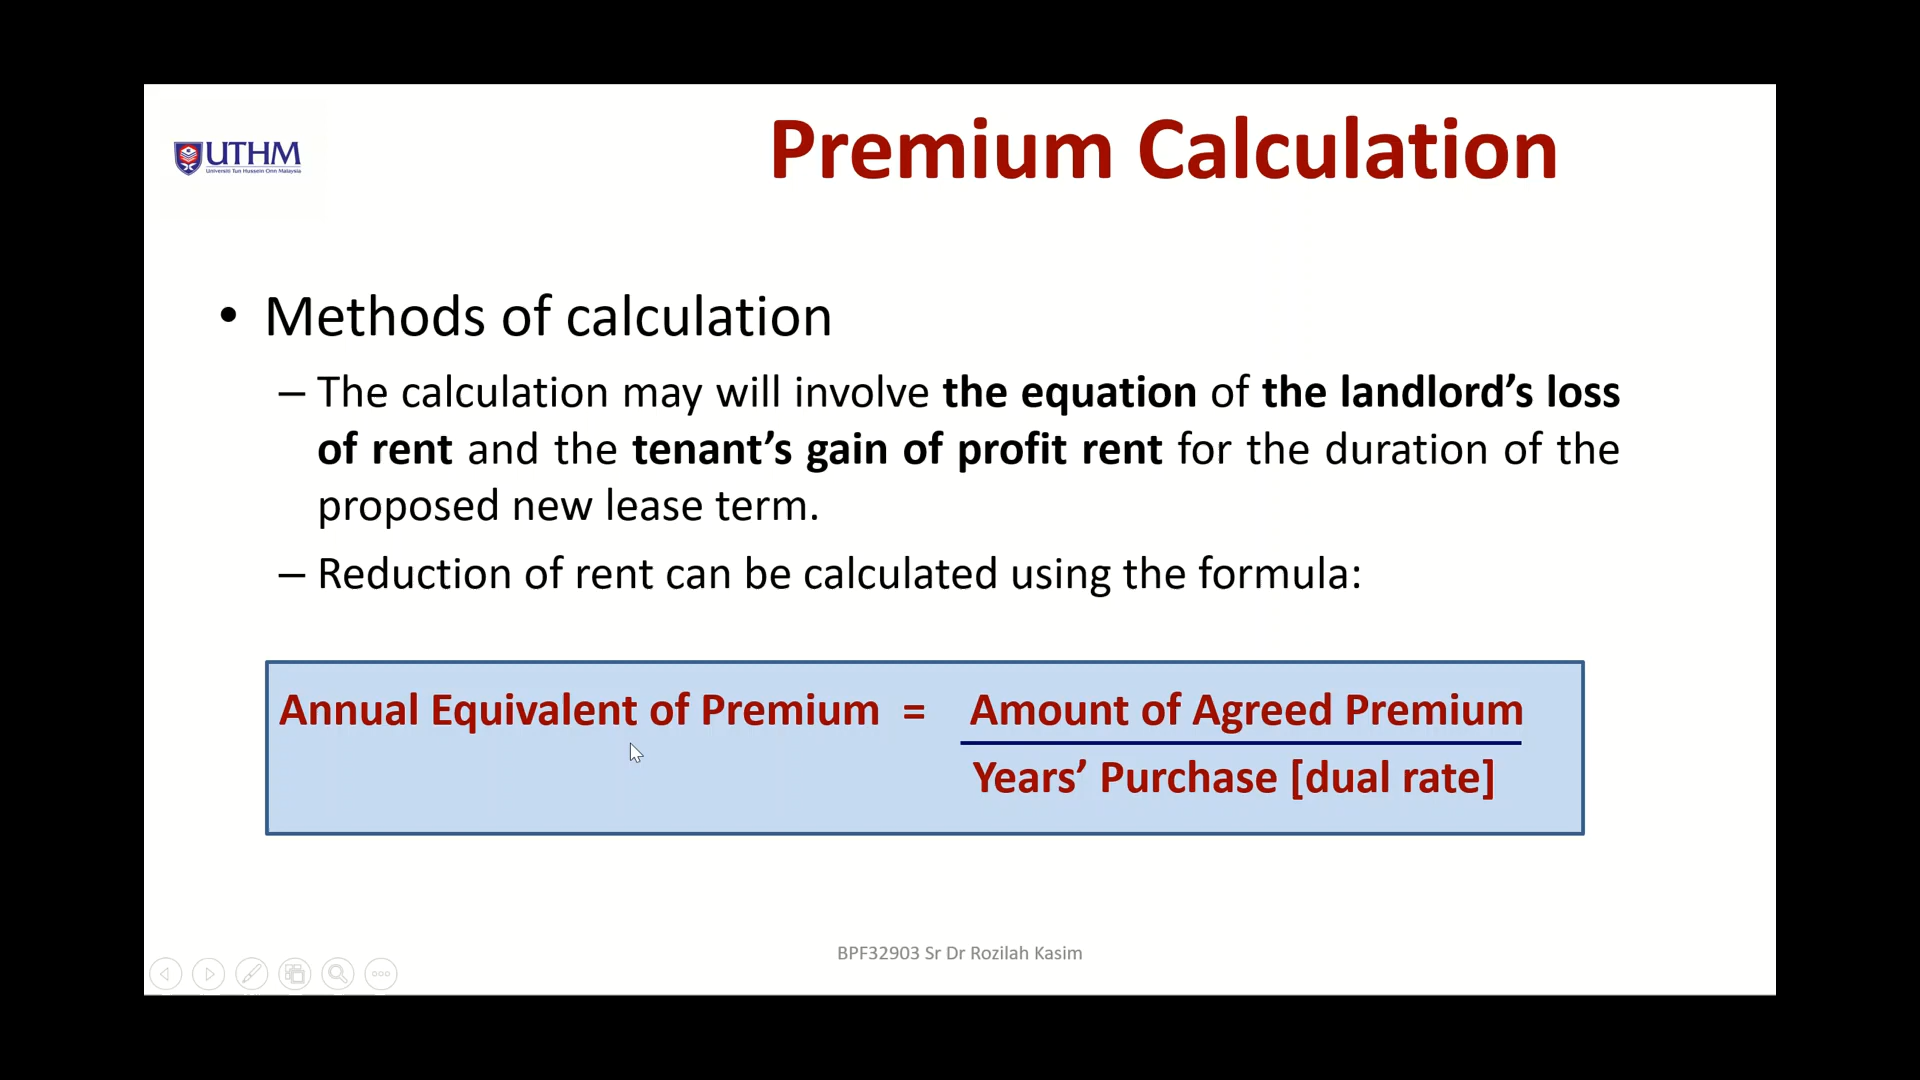 UTHM
Universiti Tun Hussein Onn Malaysia
Premium Calculation
• Methods of calculation
– The calculation may will involve the equation of the landlord’s loss
of rent and the tenant’s gain of profit rent for the duration of the
proposed new lease term.
– Reduction of rent can be calculated using the formula:
Annual Equivalent of Premium = Amount of Agreed Premium
Years’ Purchase [dual rate]
BPF32903 Sr Dr Rozilah Kasim